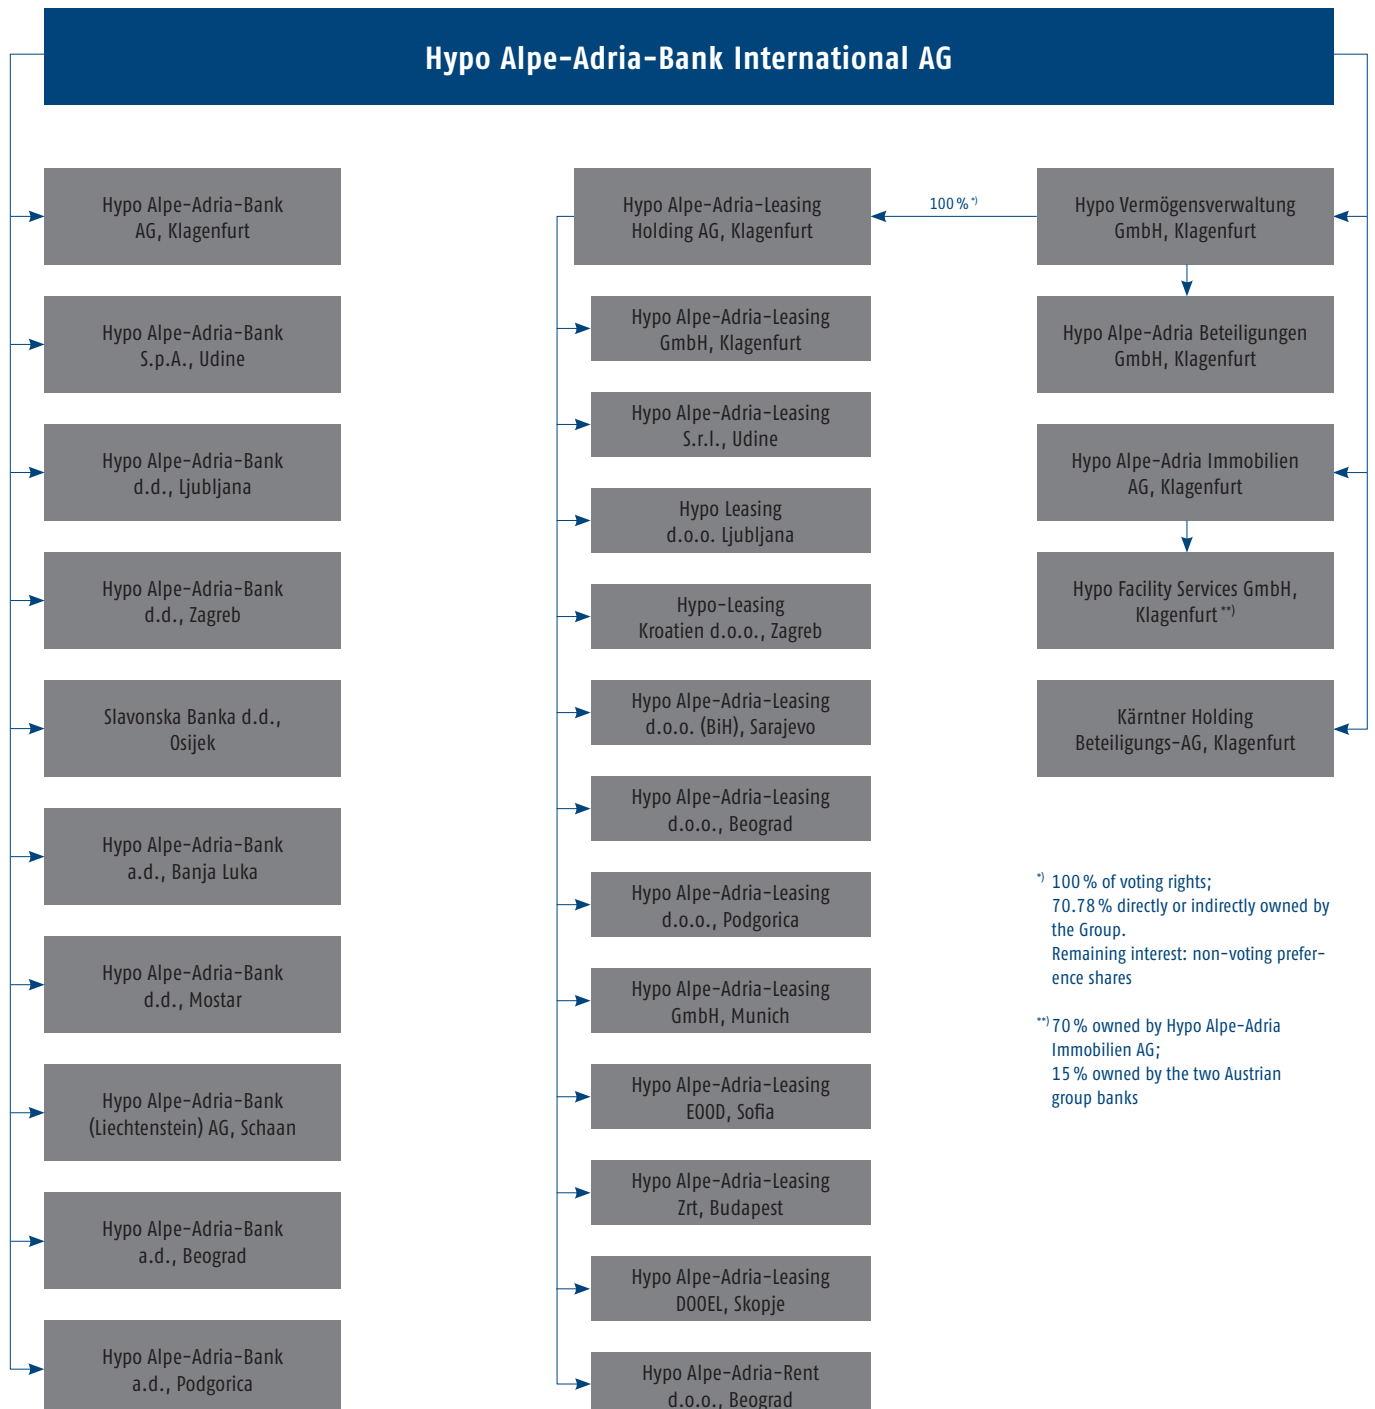 Hypo Alpe-Adria-Bank International AG
Hypo Alpe-Adria-Bank
AG, Klagenfurt
Hypo Alpe-Adria-Bank
S.p.A., Udine
Hypo Alpe-Adria-Bank
d.d., Ljubljana
Hypo Alpe-Adria-Bank
d.d., Zagreb
Slavonska Banka d.d.,
Osijek
Hypo Alpe-Adria-Bank
a.d., Banja Luka
Hypo Alpe-Adria-Bank
d.d., Mostar
Hypo Alpe-Adria-Bank
(Liechtenstein) AG, Schaan
Hypo Alpe-Adria-Bank
a.d., Beograd
Hypo Alpe-Adria-Bank
a.d., Podgorica
Hypo Alpe-Adria-Leasing
Holding AG, Klagenfurt
Hypo Alpe-Adria-Leasing
GmbH, Klagenfurt
Hypo Alpe-Adria-Leasing
S.r.l., Udine
Hypo Leasing
d.o.o. Ljubljana
Hypo-Leasing
Kroatien d.o.o., Zagreb
Hypo Alpe-Adria-Leasing
d.o.o. (BiH), Sarajevo
Hypo Alpe-Adria-Leasing
d.o.o., Beograd
Hypo Alpe-Adria-Leasing
d.o.o., Podgorica
Hypo Alpe-Adria-Leasing
GmbH, Munich
Hypo Alpe-Adria-Leasing
EOOD, Sofia
Hypo Alpe-Adria-Leasing
Zrt, Budapest
Hypo Alpe-Adria-Leasing
DOOEL, Skopje
Hypo Alpe-Adria-Rent
d.o.o., Beograd
100 % *)
Hypo Vermögensverwaltung
GmbH, Klagenfurt
Hypo Alpe-Adria Beteiligungen
GmbH, Klagenfurt
Hypo Alpe-Adria Immobilien
AG, Klagenfurt
Hypo Facility Services GmbH,
Klagenfurt **)
Kärntner Holding
Beteiligungs-AG, Klagenfurt
*) 100 % of voting rights;
70.78 % directly or indirectly owned by
the Group.
Remaining interest: non-voting prefer-
ence shares
**) 70 % owned by Hypo Alpe-Adria
Immobilien AG;
15 % owned by the two Austrian
group banks